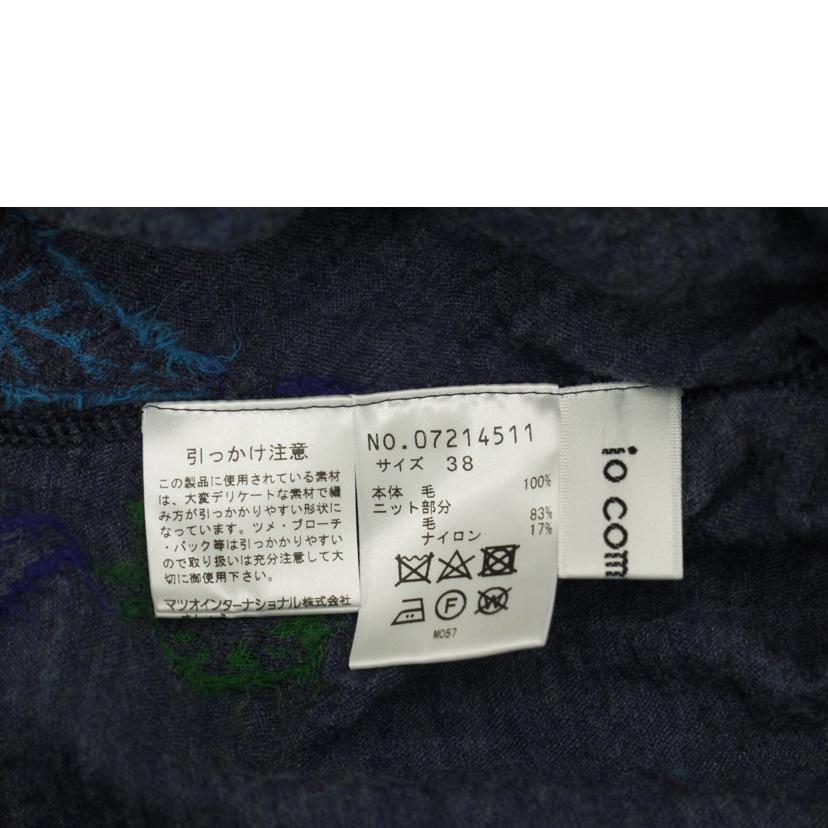 引っかけ注意
この製品に使用されている素材
は、大変デリケートな素材で編
み方が引っかかりやすい形状に
なっています。ツメ・ブローチ
・バック等は引っかかりやすい
ので取り扱いは充分注意して大
切に御使用下さい。
マツオインターナショナル株式会社
NO.07214511
サイズ 38
本体 毛 100%
ニット部分
毛 83%
ナイロン 17%
F
W
M057
io com